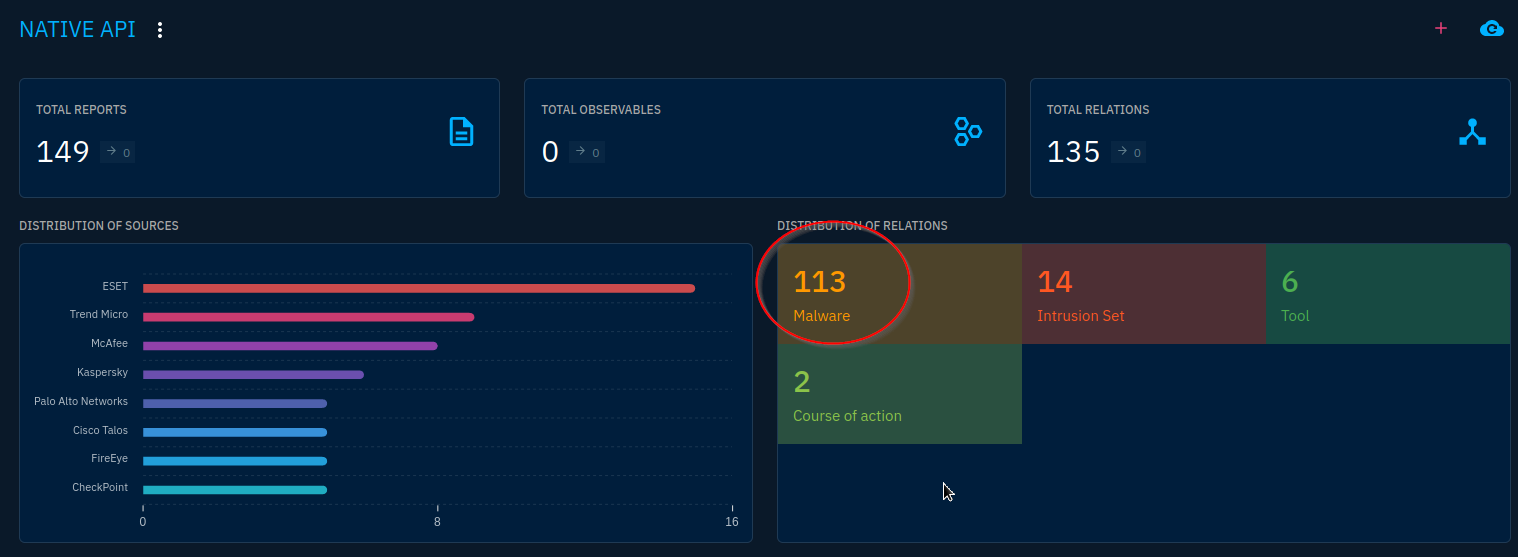 NATIVE API
TOTAL REPORTS
149 → 0
TOTAL OBSERVABLES
0 → 0
TOTAL RELATIONS
135 → 0
DISTRIBUTION OF SOURCES
ESET
Trend Micro
McAfee
Kaspersky
Palo Alto Networks
Cisco Talos
FireEye
CheckPoint
0 8 16
DISTRIBUTION OF RELATIONS
113
Malware
14
Intrusion Set
6
Tool
2
Course of action